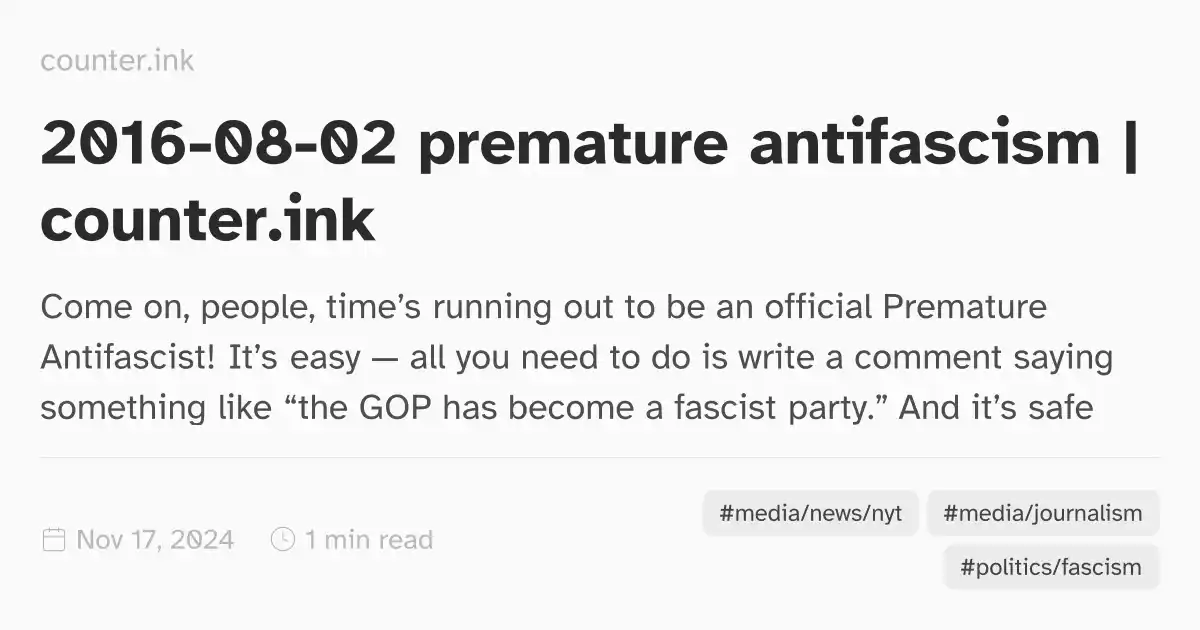 counter.ink
2016-08-02 premature antifascism |
counter.ink
Come on, people, time’s running out to be an official Premature
Antifascist! It’s easy — all you need to do is write a comment saying
something like “the GOP has become a fascist party.” And it’s safe
Nov 17, 2024 1 min read
#media/news/nyt #media/journalism
#politics/fascism